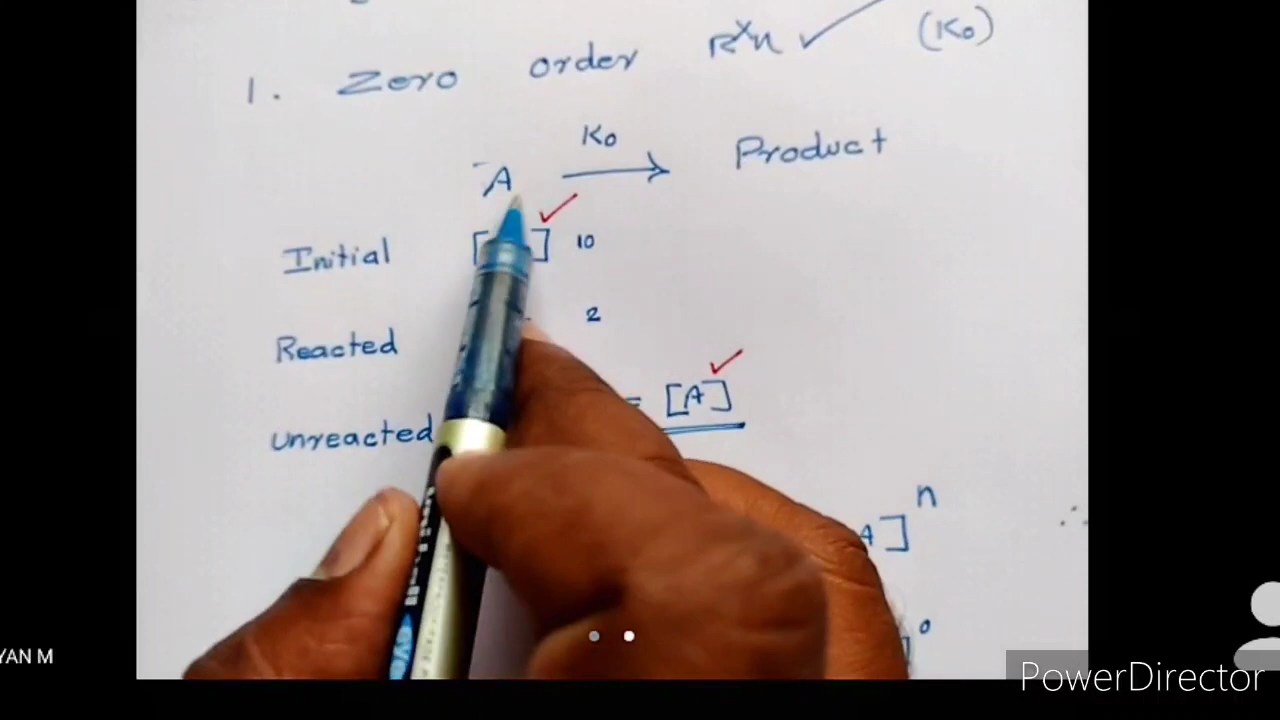 1. Zero order Rxn ✓ (K₀)
K₀
A → Product
Initial [ ] ✓ 10
Reacted 2
Unreacted = [A] ✓
A]ⁿ ∴
]⁰
YAN M
PowerDirector